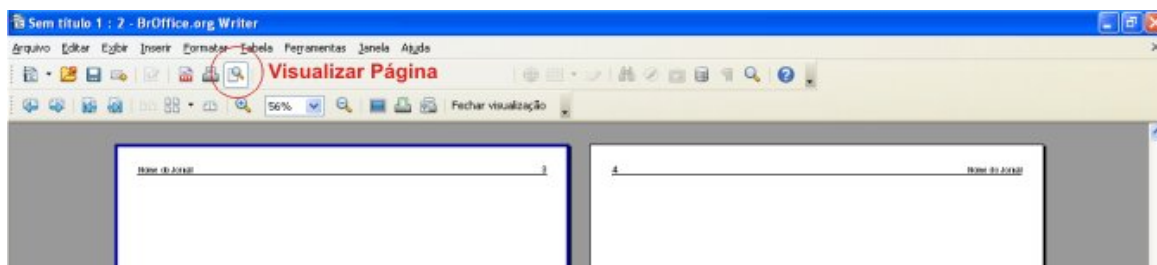 Sem título 1 : 2 - BrOffice.org Writer
Arquivo Editar Exibir Inserir Formatar Tabela Ferramentas Janela Ajuda
Visualizar Página
56% Fechar visualização
Nome do Jornal 3 4 Nome do Jornal